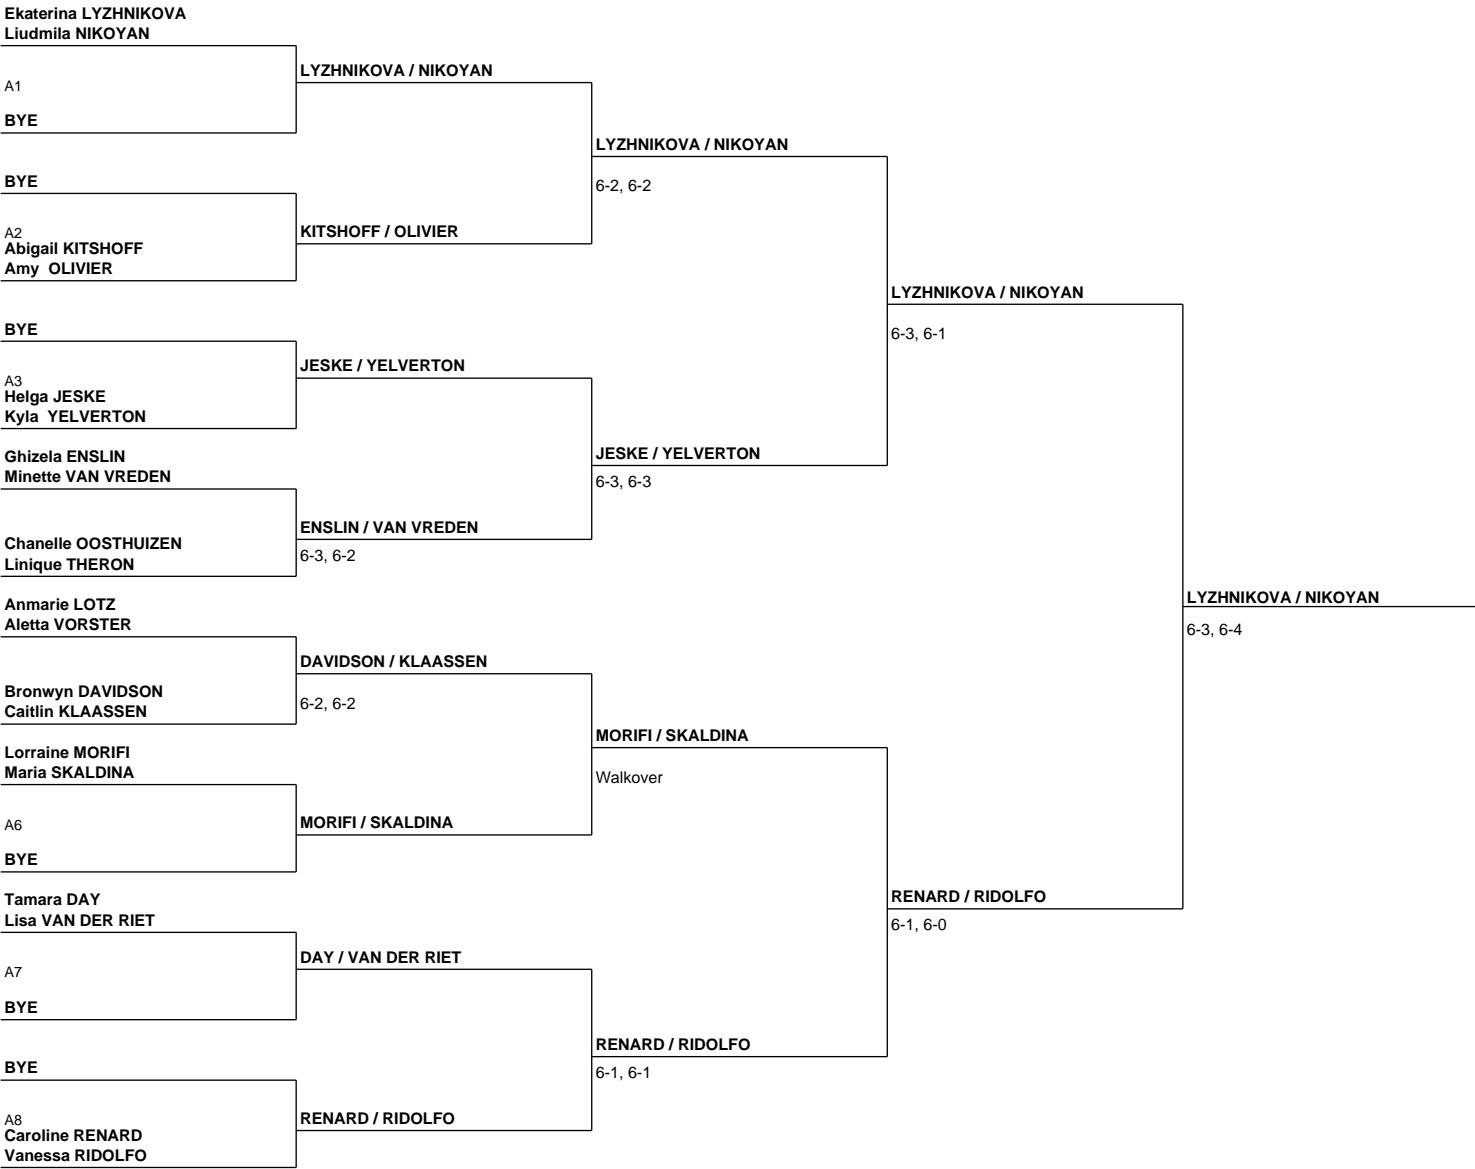 Ekaterina LYZHNIKOVA
Liudmila NIKOYAN
LYZHNIKOVA / NIKOYAN
A1
BYE
LYZHNIKOVA / NIKOYAN
BYE
6-2, 6-2
A2
KITSHOFF / OLIVIER
Abigail KITSHOFF
Amy  OLIVIER
LYZHNIKOVA / NIKOYAN
BYE
6-3, 6-1
JESKE / YELVERTON
A3
Helga JESKE
Kyla  YELVERTON
JESKE / YELVERTON
Ghizela ENSLIN
Minette VAN VREDEN
6-3, 6-3
ENSLIN / VAN VREDEN
Chanelle OOSTHUIZEN
6-3, 6-2
Linique THERON
LYZHNIKOVA / NIKOYAN
Anmarie LOTZ
Aletta VORSTER
6-3, 6-4
DAVIDSON / KLAASSEN
Bronwyn DAVIDSON
6-2, 6-2
Caitlin KLAASSEN
MORIFI / SKALDINA
Lorraine MORIFI
Maria SKALDINA
Walkover
A6
MORIFI / SKALDINA
BYE
RENARD / RIDOLFO
Tamara DAY
Lisa VAN DER RIET
6-1, 6-0
DAY / VAN DER RIET
A7
BYE
RENARD / RIDOLFO
BYE
6-1, 6-1
A8
RENARD / RIDOLFO
Caroline RENARD
Vanessa RIDOLFO